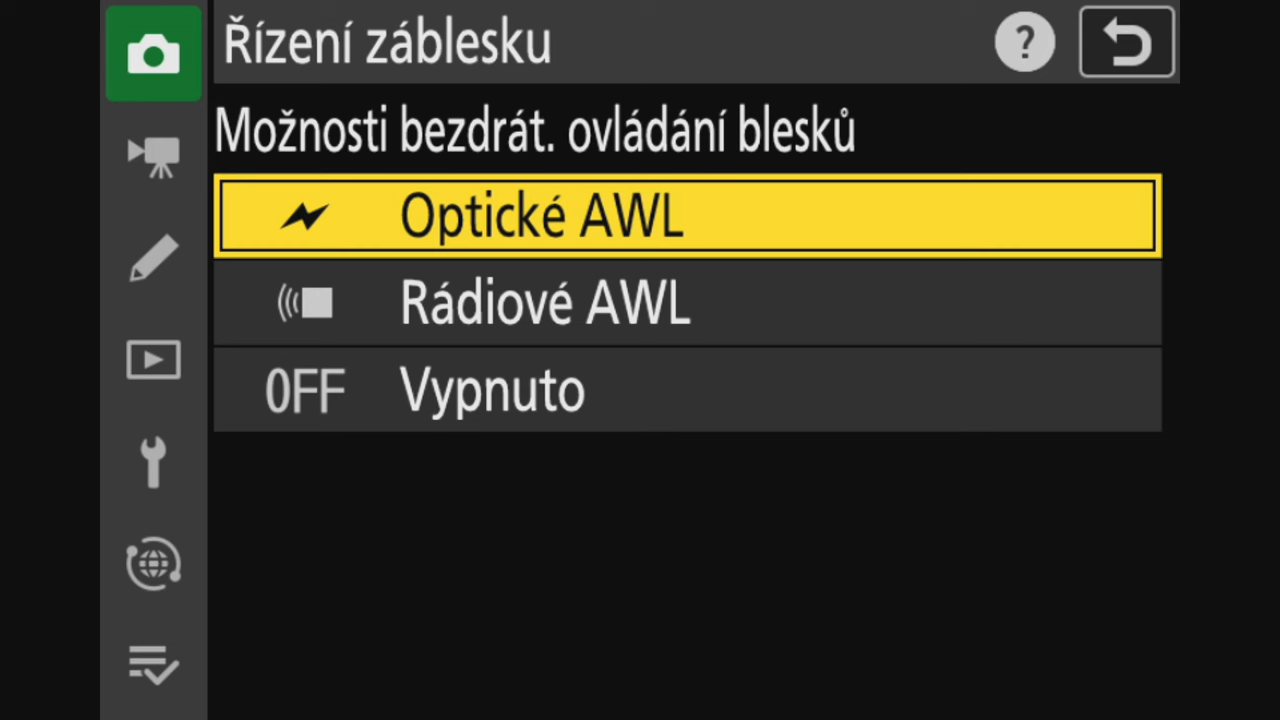 Řízení záblesku
?
Možnosti bezdrát. ovládání blesků
Optické AWL
Rádiové AWL
OFF Vypnuto